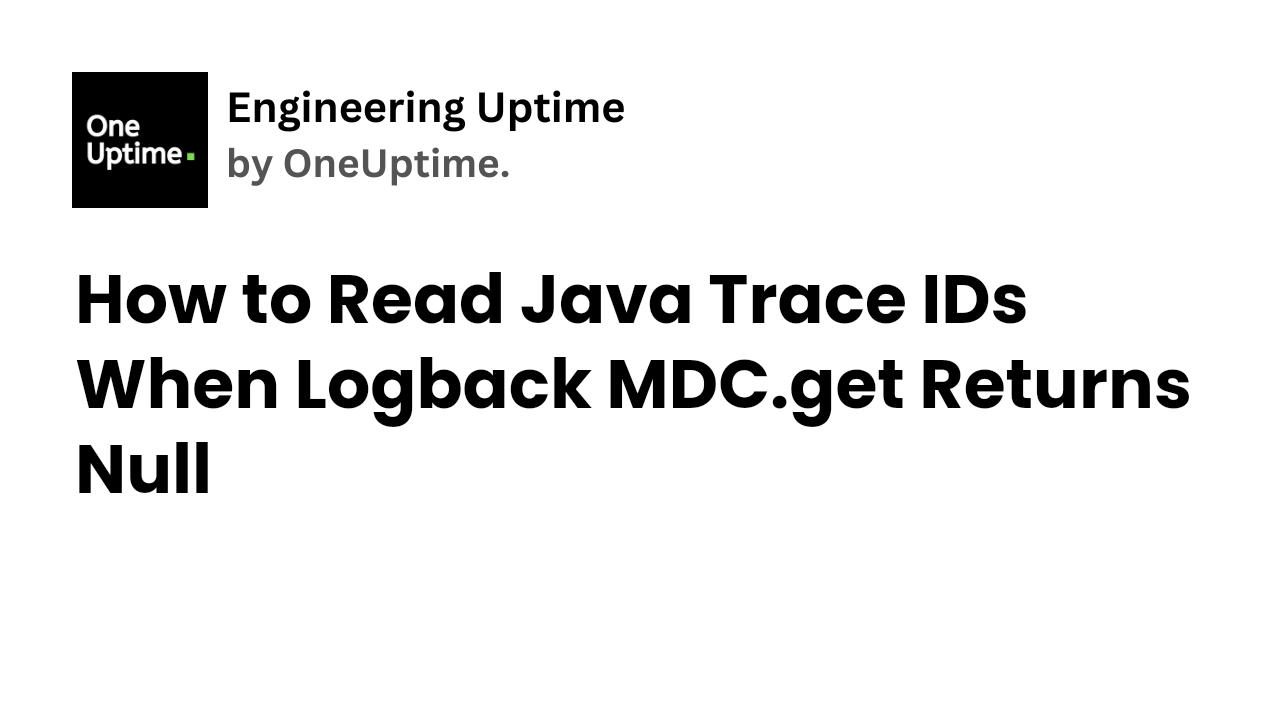 One
Uptime.
Engineering Uptime
by OneUptime.
How to Read Java Trace IDs
When Logback MDC.get Returns
Null